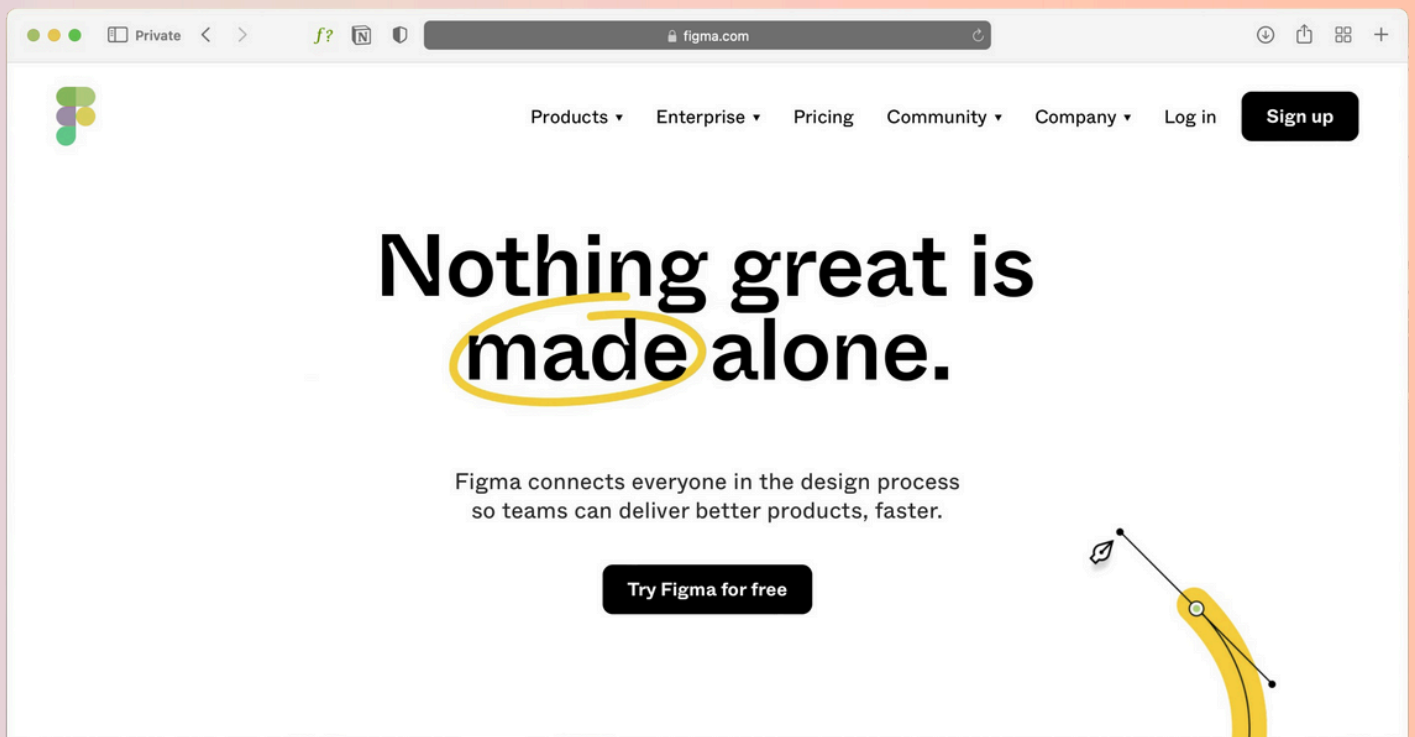 Private
f?
N
figma.com
Products ▾ Enterprise ▾ Pricing Community ▾ Company ▾ Log in Sign up
Nothing great is
made alone.
Figma connects everyone in the design process
so teams can deliver better products, faster.
Try Figma for free